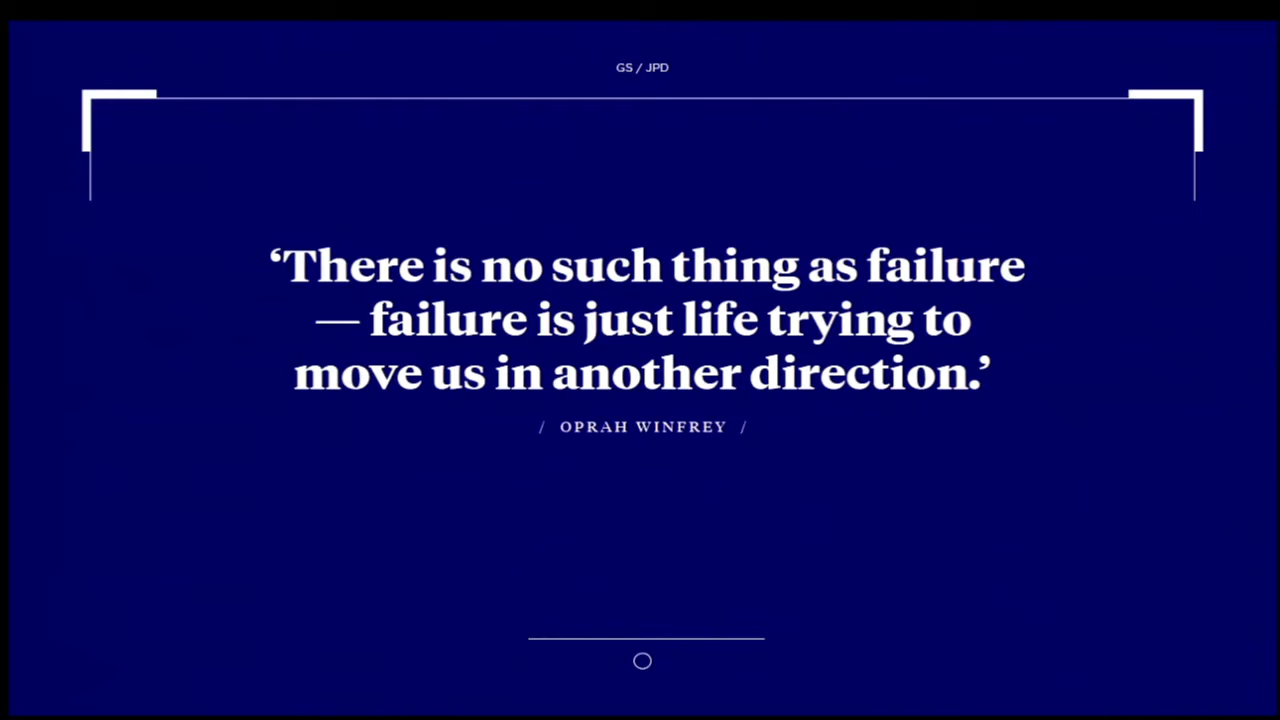 GS / JPD
‘There is no such thing as failure
— failure is just life trying to
move us in another direction.’
/ OPRAH WINFREY /